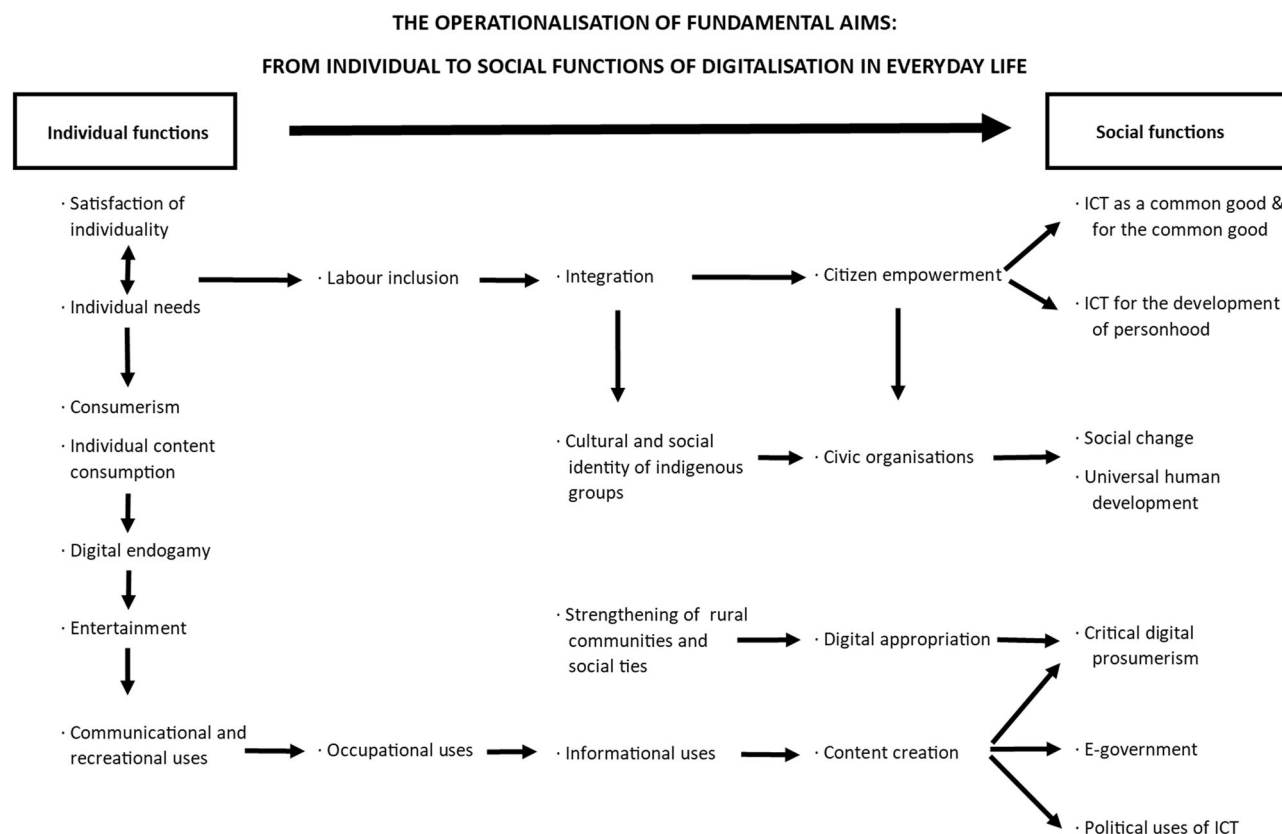 THE OPERATIONALISATION OF FUNDAMENTAL AIMS:
FROM INDIVIDUAL TO SOCIAL FUNCTIONS OF DIGITALISATION IN EVERYDAY LIFE
Individual functions
Social functions
· Satisfaction of
individuality
· Individual needs
· Labour inclusion
· Integration
· Citizen empowerment
· ICT as a common good &
for the common good
· ICT for the development
of personhood
· Consumerism
· Individual content
consumption
· Cultural and social
identity of indigenous
groups
· Civic organisations
· Social change
· Universal human
development
· Digital endogamy
· Entertainment
· Strengthening of rural
communities and
social ties
· Digital appropriation
· Critical digital
prosumerism
· Communicational and
recreational uses
· Occupational uses
· Informational uses
· Content creation
· E-government
· Political uses of ICT